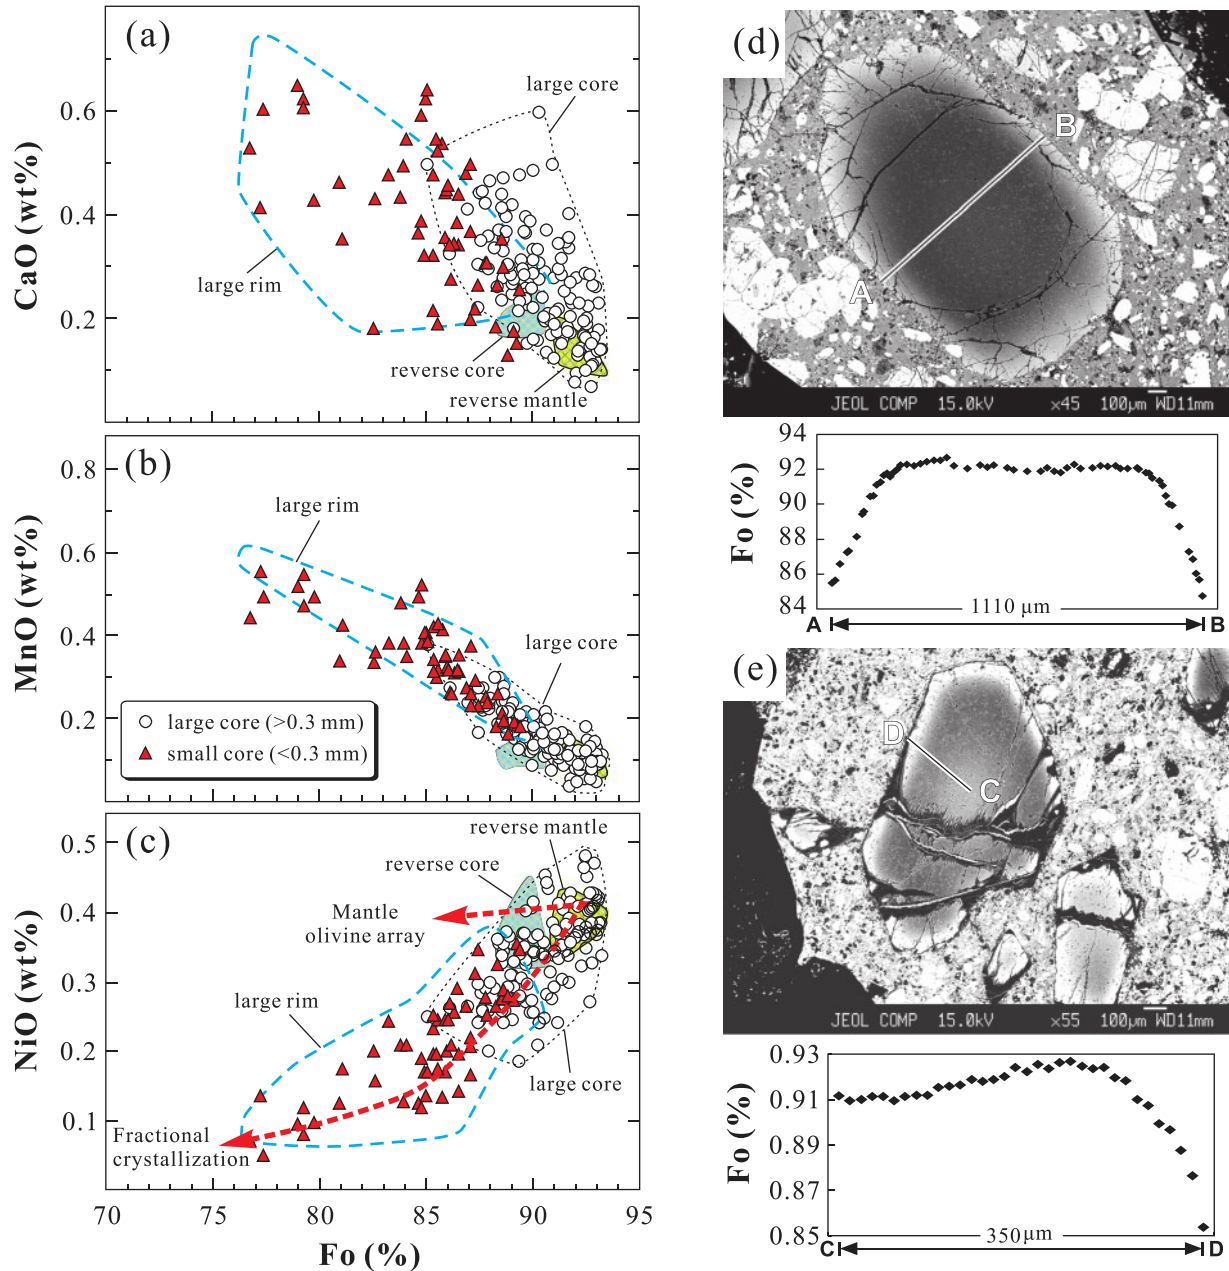 (a)
large core
0.6
0.4
0.2
CaO (wt%)
large rim
reverse core
reverse mantle
(b)
0.8
0.6
0.4
0.2
MnO (wt%)
large rim
large core
large core (>0.3 mm)
small core (<0.3 mm)
(c)
reverse mantle
reverse core
Mantle
olivine array
0.5
0.4
0.3
0.2
0.1
NiO (wt%)
large rim
large core
Fractional
crystallization
70 75 80 85 90 95
Fo (%)
(d)
B
A
JEOL COMP 15.0kV ×45 100μm WD11mm
94
92
90
88
86
84
Fo (%)
A 1110 μm B
(e)
D
C
JEOL COMP 15.0kV ×55 100μm WD11mm
0.93
0.91
0.89
0.87
0.85
Fo (%)
C 350μm D